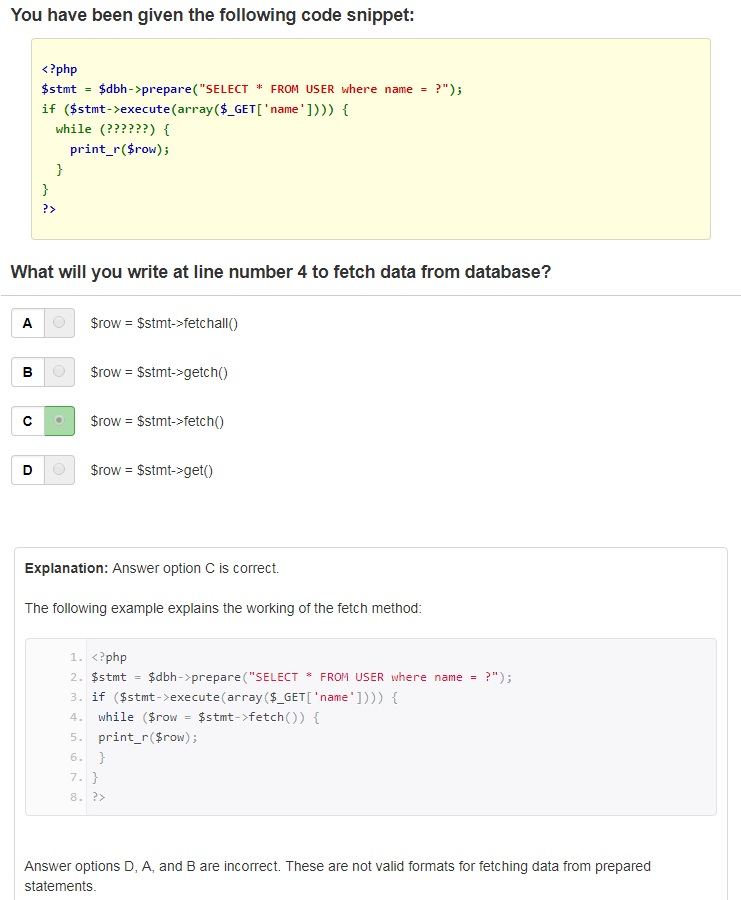 You have been given the following code snippet:
<?php
$stmt = $dbh->prepare("SELECT * FROM USER where name = ?");
if ($stmt->execute(array($_GET['name']))) {
while (??????) {
print_r($row);
}
}
?>
What will you write at line number 4 to fetch data from database?
A $row = $stmt->fetchall()
B $row = $stmt->getch()
C $row = $stmt->fetch()
D $row = $stmt->get()
Explanation: Answer option C is correct.
The following example explains the working of the fetch method:
1. <?php
2. $stmt = $dbh->prepare("SELECT * FROM USER where name = ?");
3. if ($stmt->execute(array($_GET['name']))) {
4. while ($row = $stmt->fetch()) {
5. print_r($row);
6. }
7. }
8. ?>
Answer options D, A, and B are incorrect. These are not valid formats for fetching data from prepared
statements.